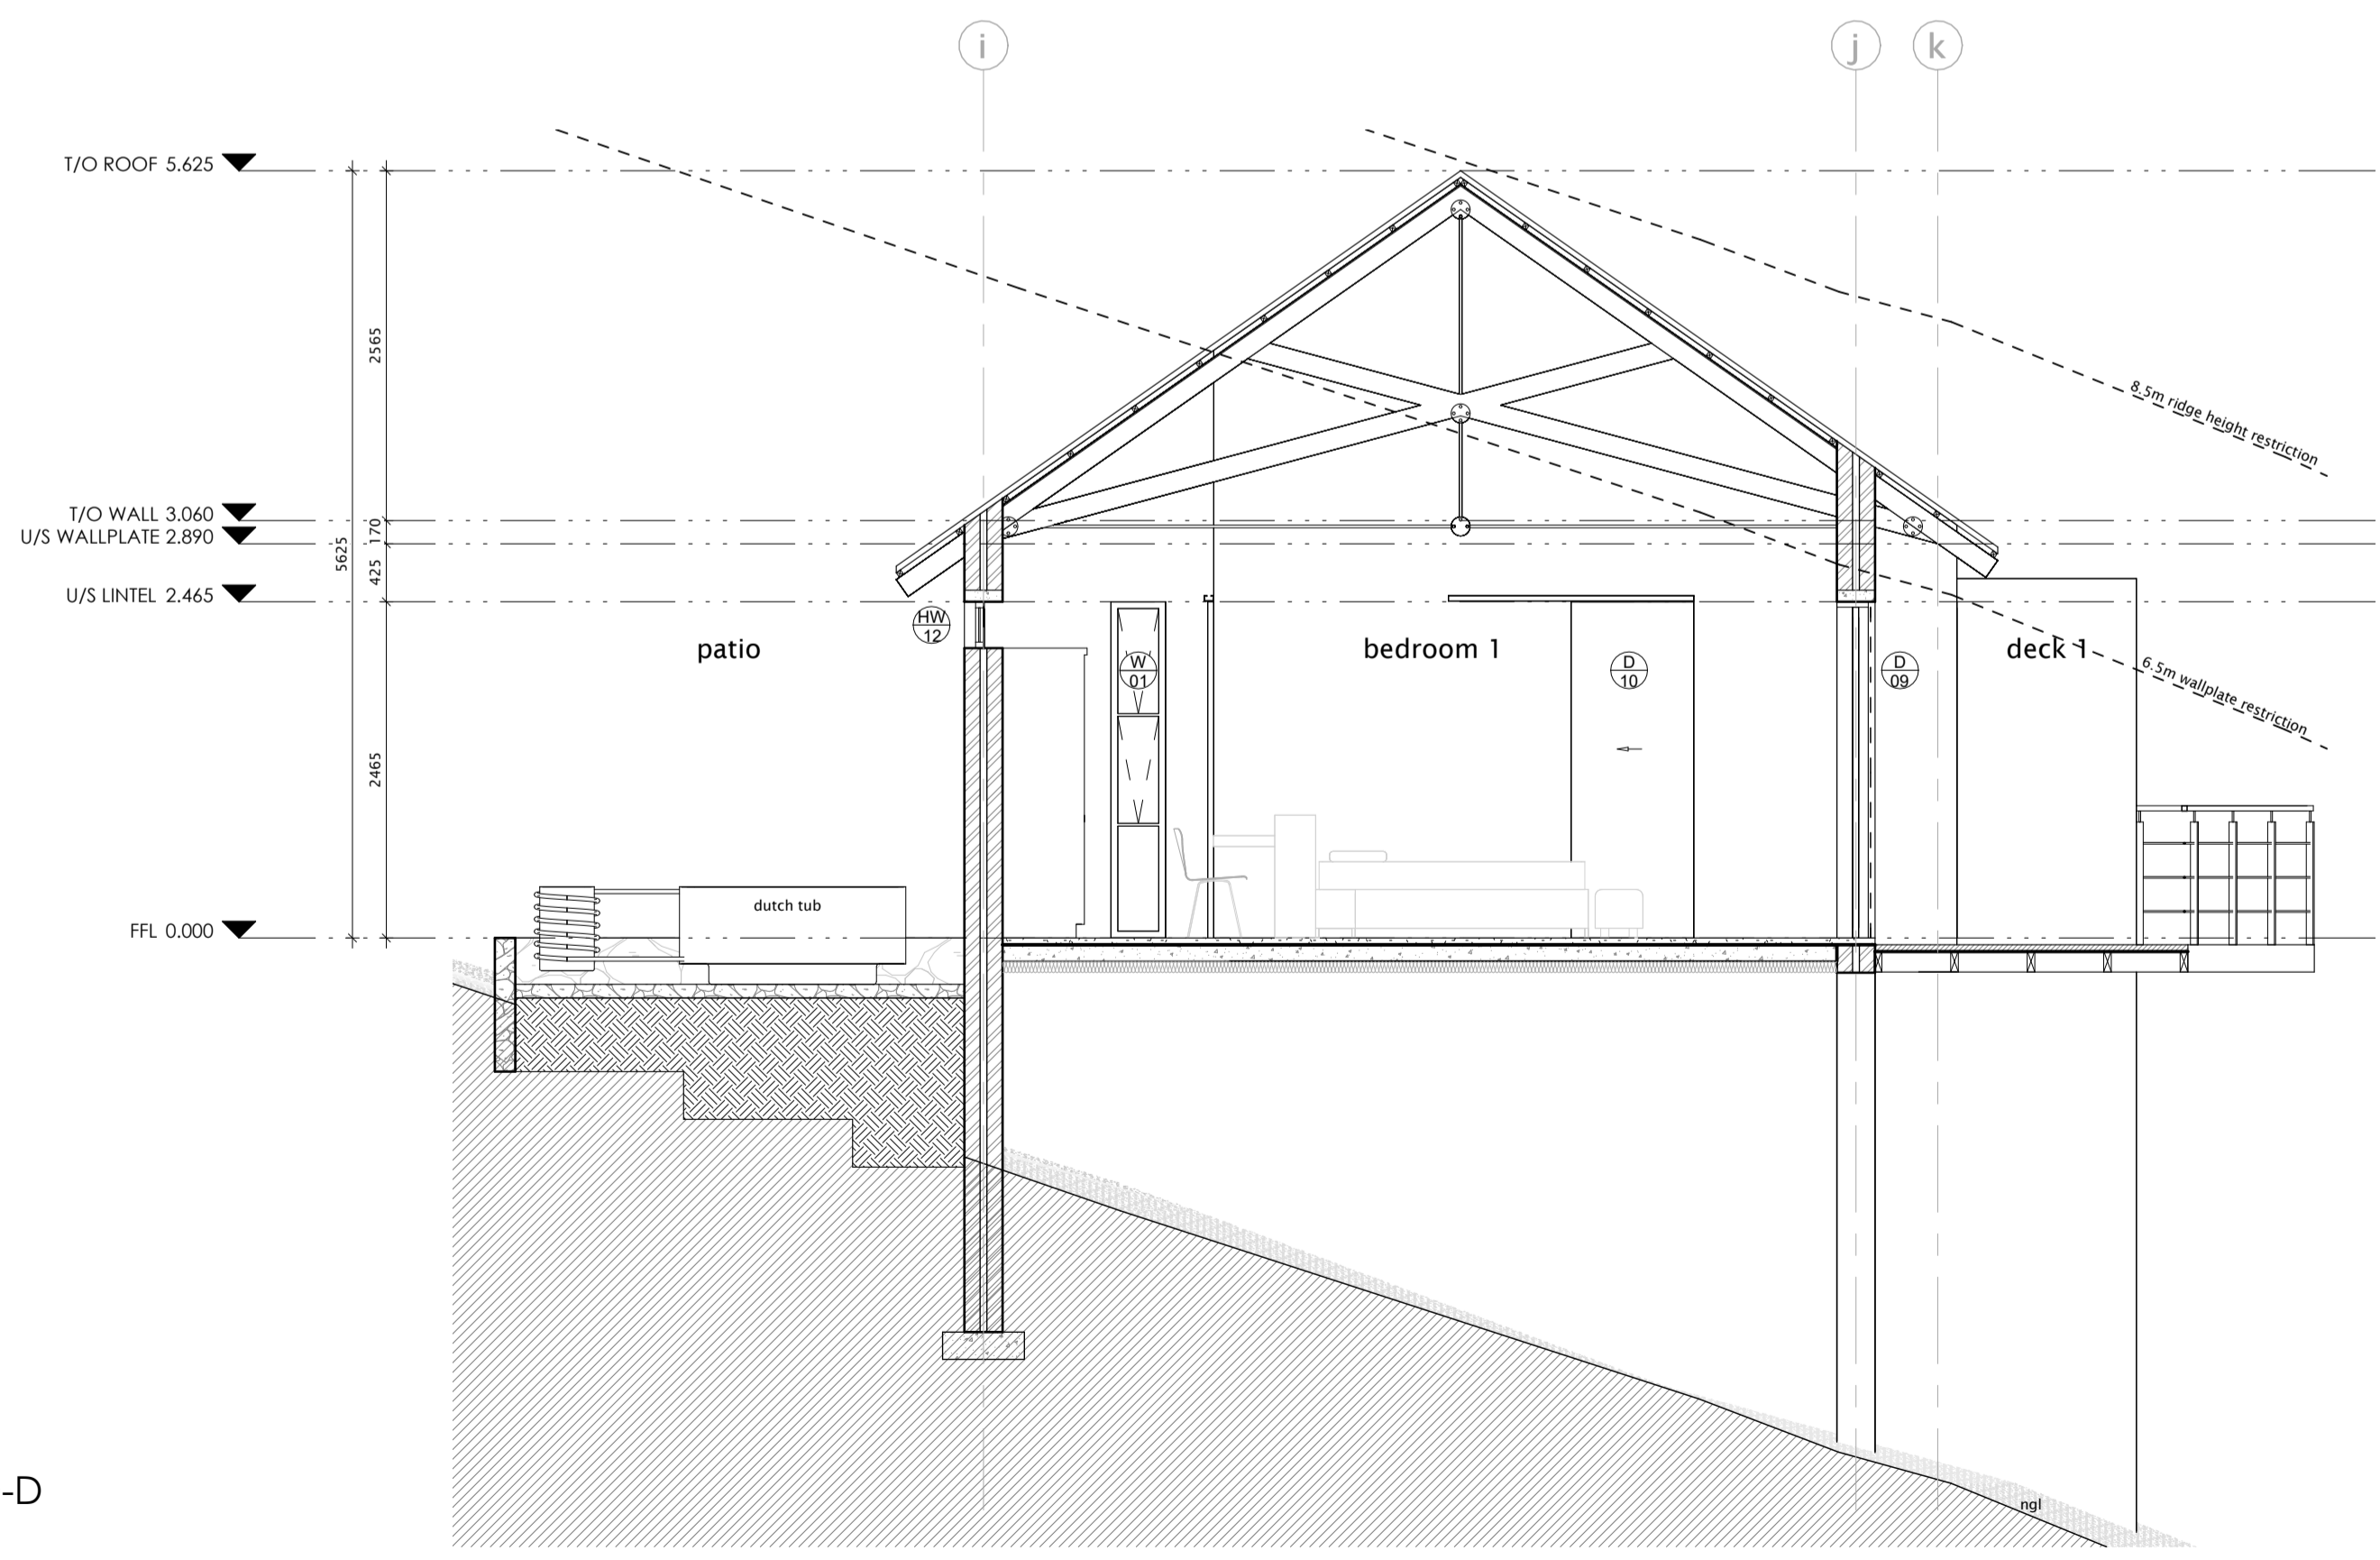 i
j
k
T/O ROOF 5.625
8.5m ridge height restriction
2565
T/O WALL 3.060
170
U/S WALLPLATE 2.890
5625
425
U/S LINTEL 2.465
HW
12
patio
W
01
bedroom 1
D
10
D
09
deck 1
6.5m wallplate restriction
2465
dutch tub
FFL 0.000
-D
ngl